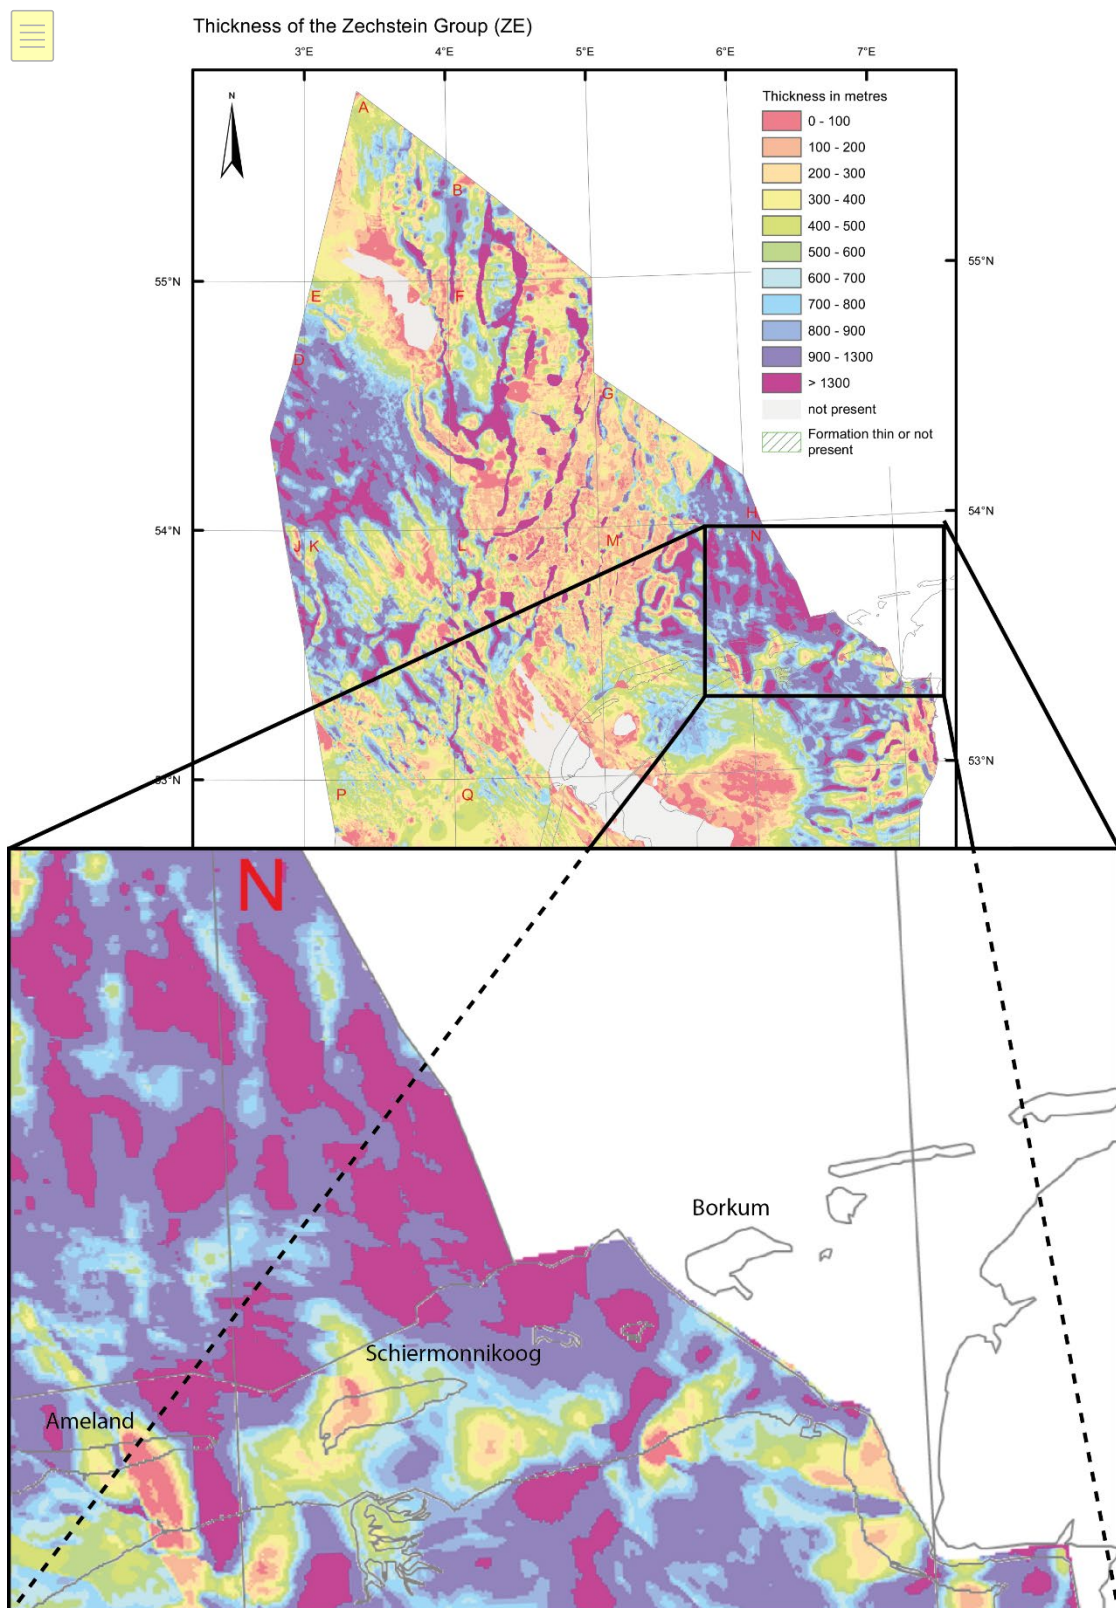 Thickness of the Zechstein Group (ZE)
3°E
4°E
5°E
6°E
7°E
N
Thickness in metres
0 - 100
100 - 200
200 - 300
300 - 400
400 - 500
500 - 600
600 - 700
700 - 800
800 - 900
900 - 1300
> 1300
not present
Formation thin or not
present
A
B
55°N
55°N
E
F
D
G
54°N
54°N
H
J
K
L
M
N
53°N
53°N
P
Q
N
Borkum
Schiermonnikoog
Ameland